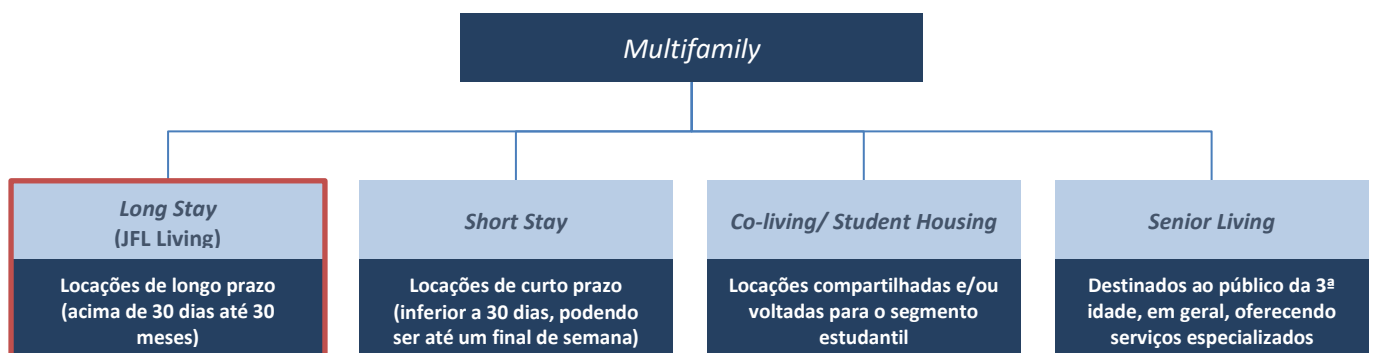 Multifamily
Long Stay
(JFL Living)
Locações de longo prazo
(acima de 30 dias até 30
meses)
Short Stay
Locações de curto prazo
(inferior a 30 dias, podendo
ser até um final de semana)
Co-living/ Student Housing
Locações compartilhadas e/ou
voltadas para o segmento
estudantil
Senior Living
Destinados ao público da 3ª
idade, em geral, oferecendo
serviços especializados